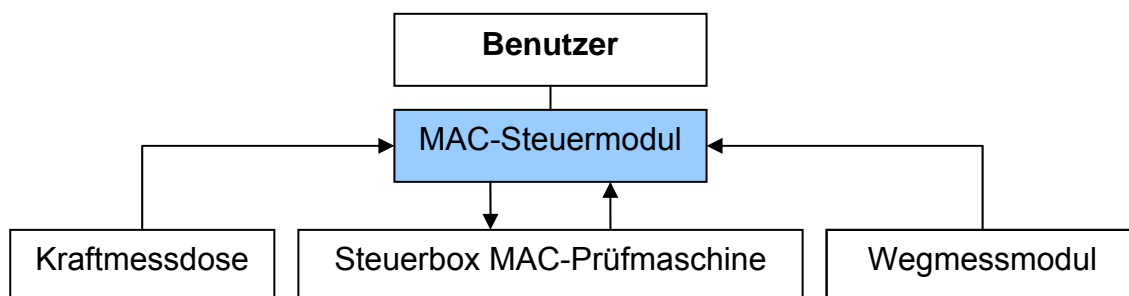 Benutzer
MAC-Steuermodul
Kraftmessdose
Steuerbox MAC-Prüfmaschine
Wegmessmodul